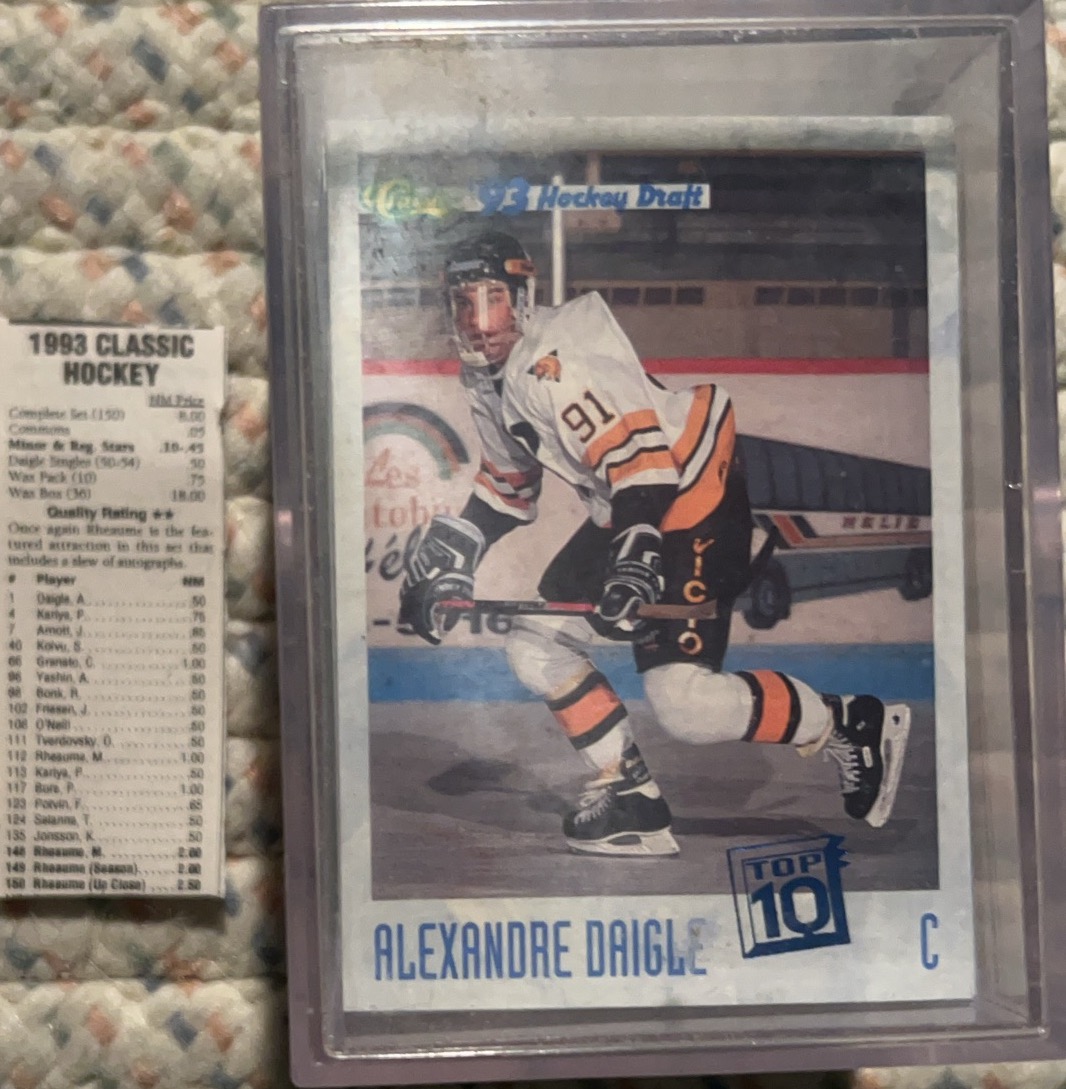 1993 CLASSIC
HOCKEY
NM Price
Complete Set (150) 8.00
Commons .05
Minor & Reg. Stars .10-.45
Daigle Singles (50-54) .50
Wax Pack (10) .75
Wax Box (36) 18.00
Quality Rating ★★
Once again Rheaume is the fea-
tured attraction in this set that
includes a slew of autographs.
# Player NM
1 Daigle, A. .50
4 Kariya, P. .75
7 Arnott, J. .85
40 Koivu, S. .50
66 Granato, C. 1.00
96 Yashin, A. .50
98 Bonk, R. .50
102 Friesen, J. .50
108 O'Neill .50
111 Tverdovsky, O. .50
112 Rheaume, M. 1.00
113 Kariya, P. .50
117 Bure, P. 1.00
123 Potvin, F. .65
124 Selanne, T. .50
135 Jonsson, K. .50
148 Rheaume, M. 2.00
149 Rheaume (Season) 2.00
150 Rheaume (Up Close) 2.50
Classic '93 Hockey Draft
91
Les
VICTO
TOP
10
ALEXANDRE DAIGLE C